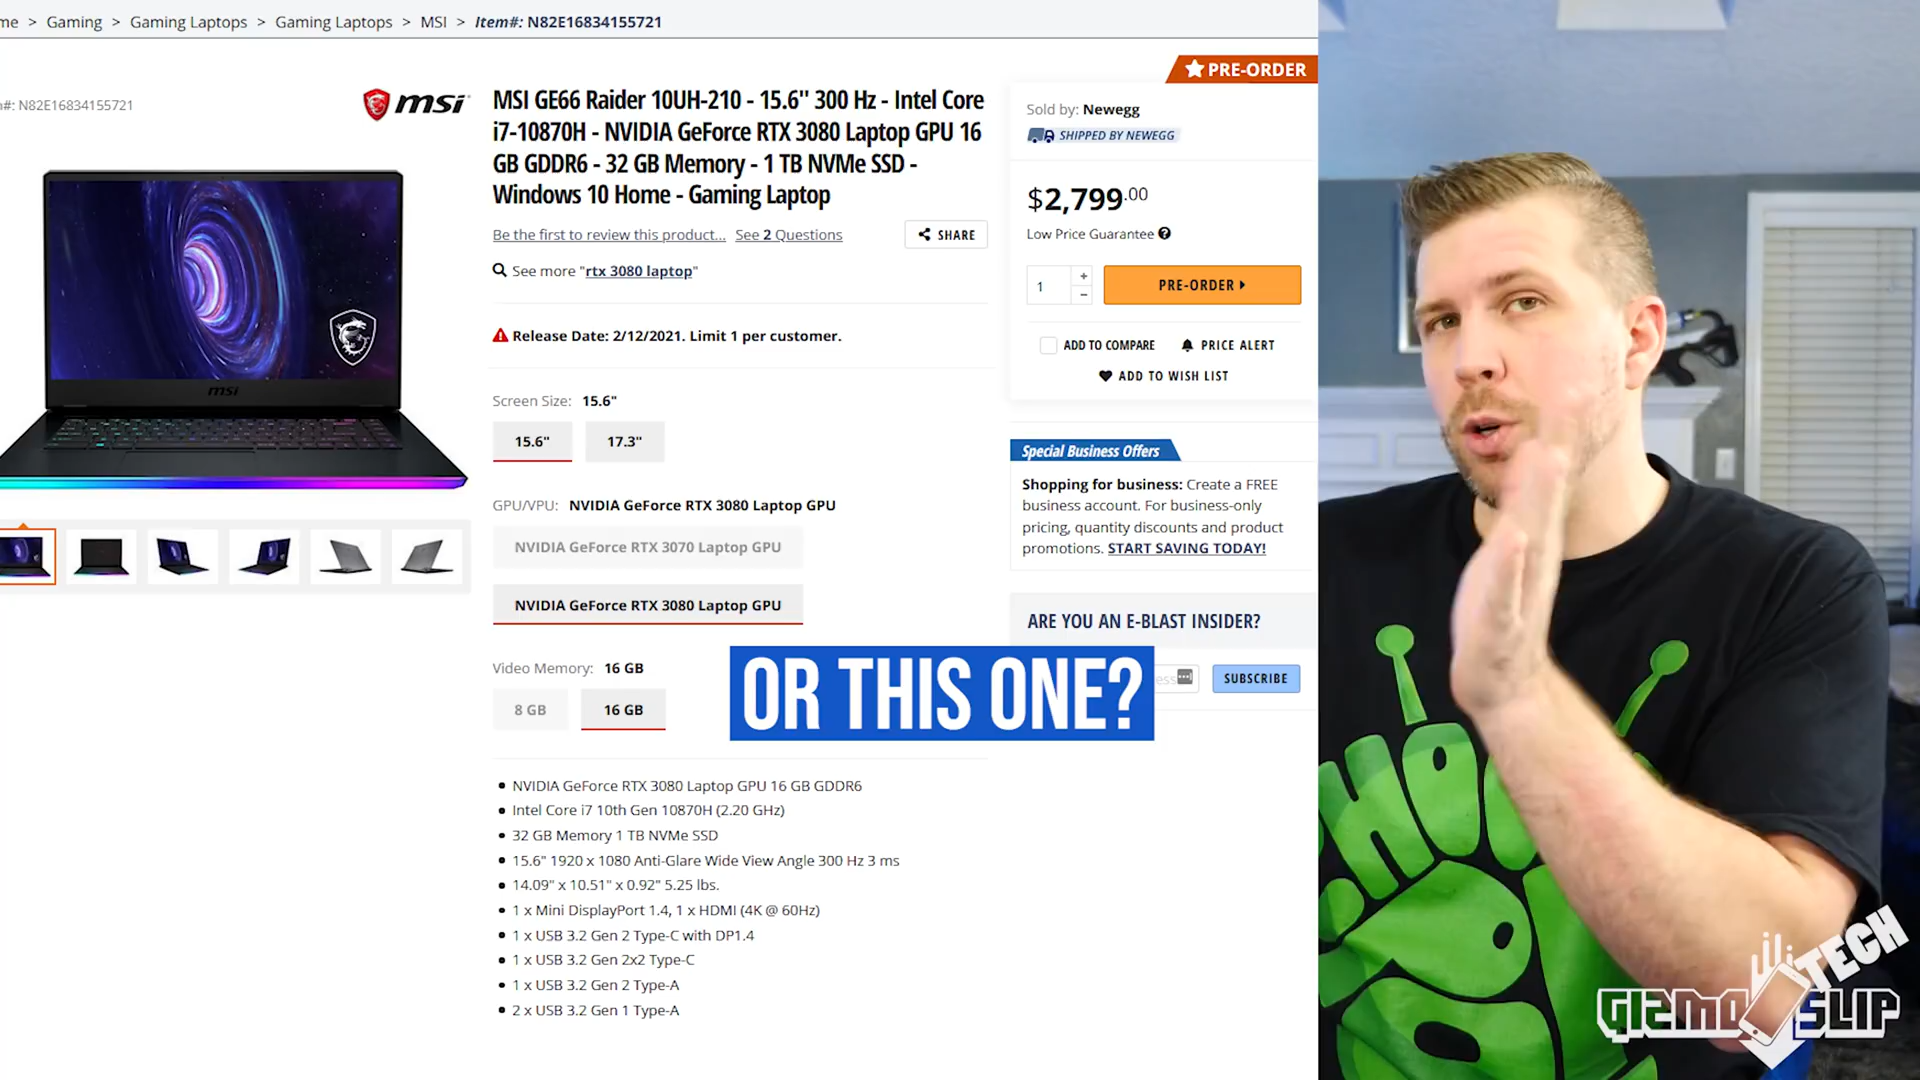 me > Gaming > Gaming Laptops > Gaming Laptops > MSI > Item#: N82E16834155721
PRE-ORDER
#: N82E16834155721
msi
MSI GE66 Raider 10UH-210 - 15.6" 300 Hz - Intel Core
i7-10870H - NVIDIA GeForce RTX 3080 Laptop GPU 16
GB GDDR6 - 32 GB Memory - 1 TB NVMe SSD -
Windows 10 Home - Gaming Laptop
Be the first to review this product... See 2 Questions
SHARE
See more "rtx 3080 laptop"
Release Date: 2/12/2021. Limit 1 per customer.
msi
Screen Size: 15.6"
15.6" 17.3"
GPU/VPU: NVIDIA GeForce RTX 3080 Laptop GPU
NVIDIA GeForce RTX 3070 Laptop GPU
NVIDIA GeForce RTX 3080 Laptop GPU
Video Memory: 16 GB
8 GB 16 GB
NVIDIA GeForce RTX 3080 Laptop GPU 16 GB GDDR6
Intel Core i7 10th Gen 10870H (2.20 GHz)
32 GB Memory 1 TB NVMe SSD
15.6" 1920 x 1080 Anti-Glare Wide View Angle 300 Hz 3 ms
14.09" x 10.51" x 0.92" 5.25 lbs.
1 x Mini DisplayPort 1.4, 1 x HDMI (4K @ 60Hz)
1 x USB 3.2 Gen 2 Type-C with DP1.4
1 x USB 3.2 Gen 2x2 Type-C
1 x USB 3.2 Gen 2 Type-A
2 x USB 3.2 Gen 1 Type-A
Sold by: Newegg
SHIPPED BY NEWEGG
$2,799.00
Low Price Guarantee
1 + −
PRE-ORDER
ADD TO COMPARE PRICE ALERT
ADD TO WISH LIST
Special Business Offers
Shopping for business: Create a FREE
business account. For business-only
pricing, quantity discounts and product
promotions. START SAVING TODAY!
ARE YOU AN E-BLAST INSIDER?
ess SUBSCRIBE
OR THIS ONE?
TECH
GIZMO SLIP